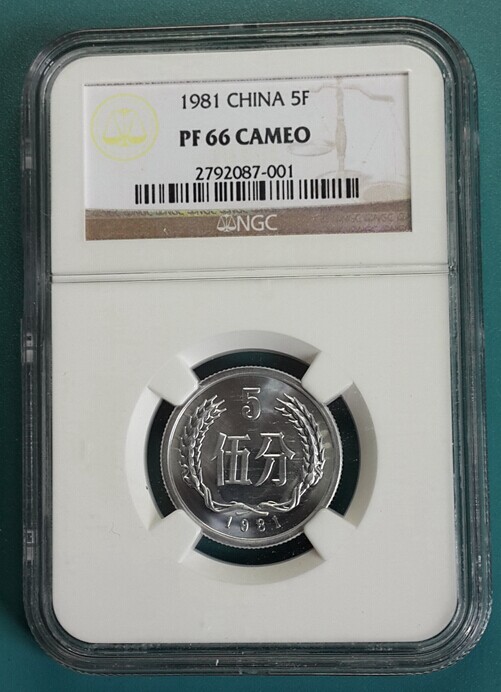 1981 CHINA 5F
PF 66 CAMEO
2792087-001
NGC
5
伍分
1981